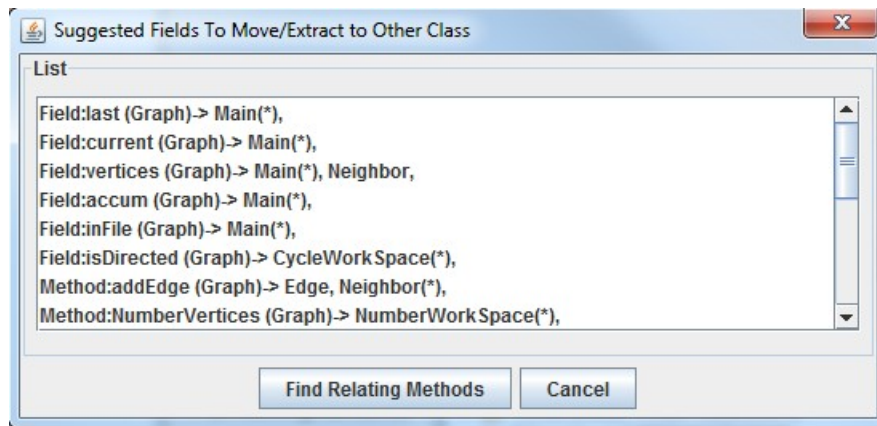 Suggested Fields To Move/Extract to Other Class
List
Field:last (Graph)-> Main(*),
Field:current (Graph)-> Main(*),
Field:vertices (Graph)-> Main(*), Neighbor,
Field:accum (Graph)-> Main(*),
Field:inFile (Graph)-> Main(*),
Field:isDirected (Graph)-> CycleWorkSpace(*),
Method:addEdge (Graph)-> Edge, Neighbor(*),
Method:NumberVertices (Graph)-> NumberWorkSpace(*),
Find Relating Methods Cancel